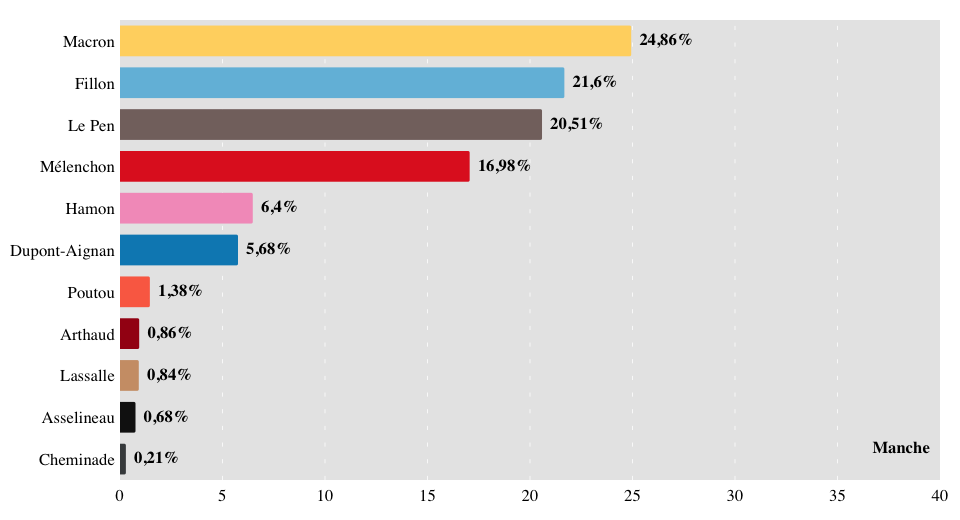 Macron 24,86%
Fillon 21,6%
Le Pen 20,51%
Mélenchon 16,98%
Hamon 6,4%
Dupont-Aignan 5,68%
Poutou 1,38%
Arthaud 0,86%
Lassalle 0,84%
Asselineau 0,68%
Manche
Cheminade 0,21%
0 5 10 15 20 25 30 35 40